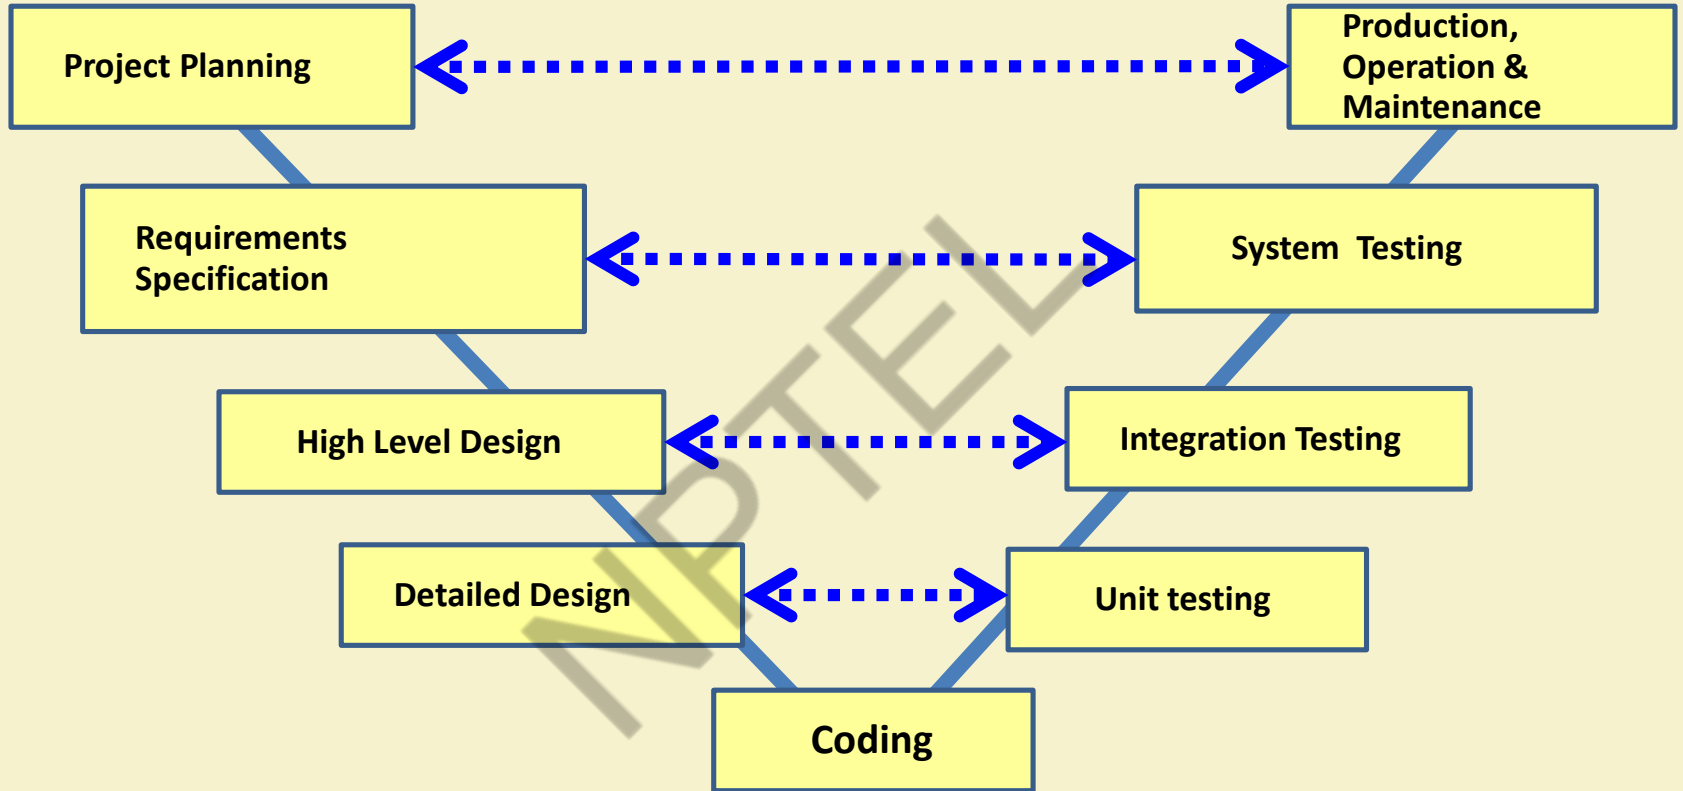 Project Planning
Production,
Operation &
Maintenance
Requirements
Specification
System Testing
High Level Design
Integration Testing
Detailed Design
Unit testing
Coding
NPTEL